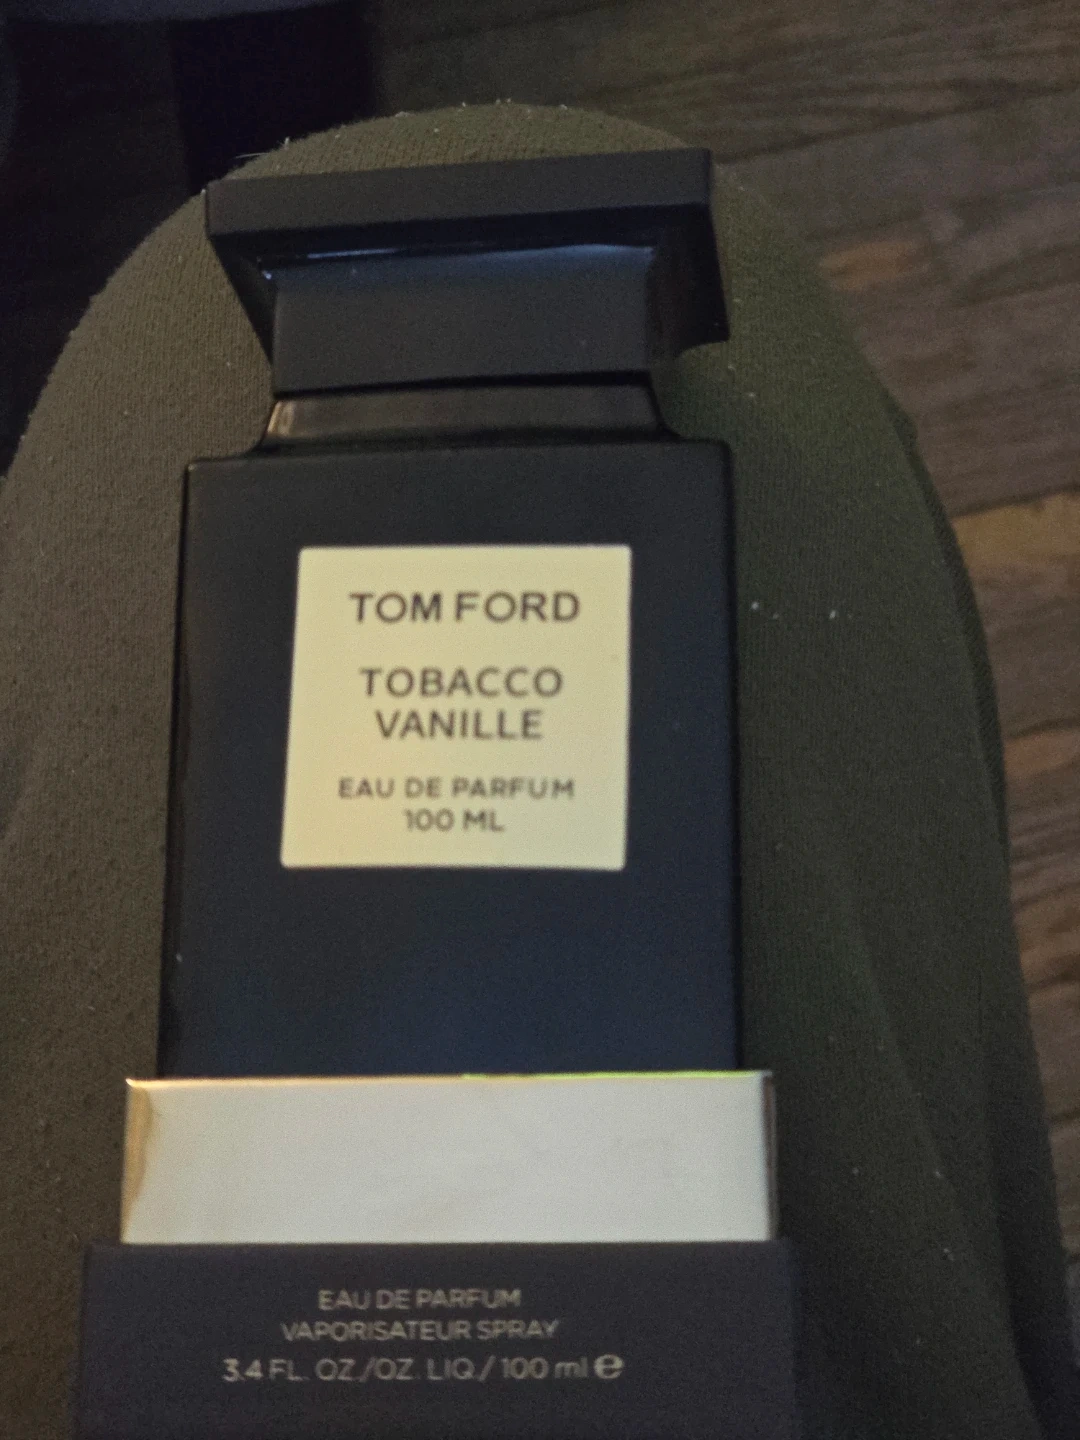 TOM FORD
TOBACCO
VANILLE
EAU DE PARFUM
100 ML
EAU DE PARFUM
VAPORISATEUR SPRAY
3.4 FL. OZ./OZ. LIQ./ 100 ml ℮